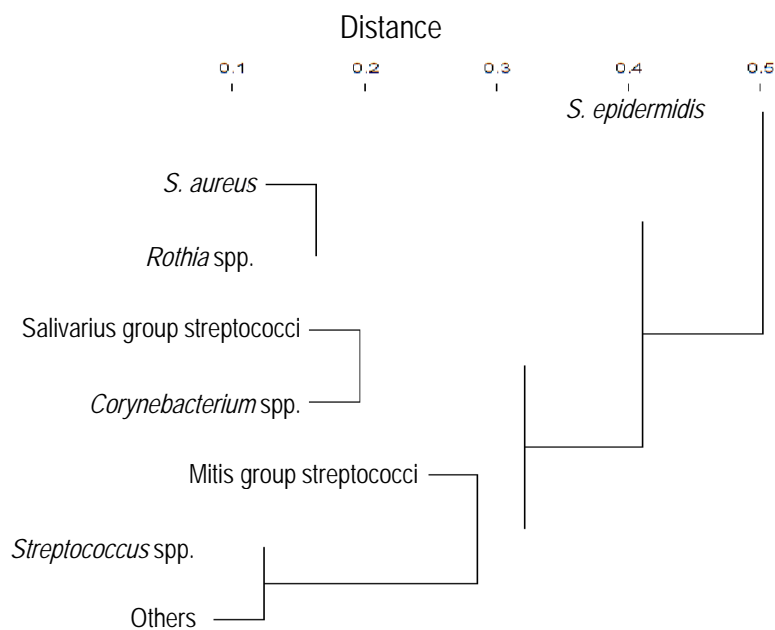 Distance
0.1 0.2 0.3 0.4 0.5
S. epidermidis
S. aureus
Rothia spp.
Salivarius group streptococci
Corynebacterium spp.
Mitis group streptococci
Streptococcus spp.
Others